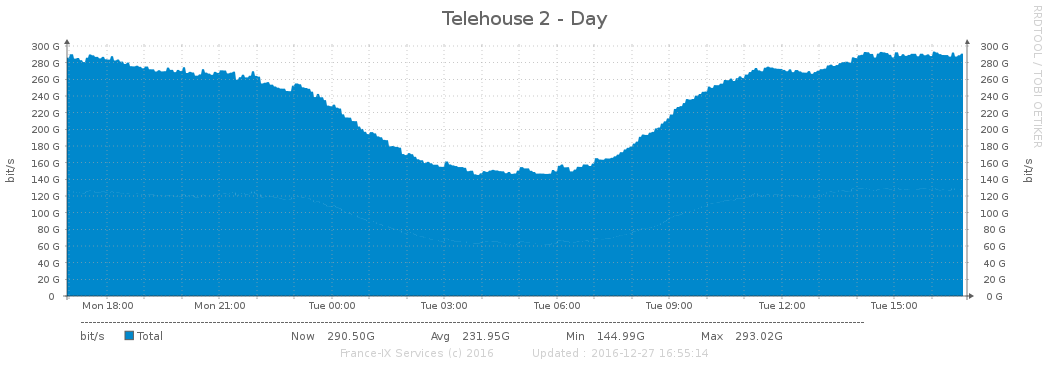 Telehouse 2 - Day
RRDTOOL / TOBI OETIKER
bit/s
300 G
280 G
260 G
240 G
220 G
200 G
180 G
160 G
140 G
120 G
100 G
80 G
60 G
40 G
20 G
0
300 G
280 G
260 G
240 G
220 G
200 G
180 G
160 G
140 G
120 G
100 G
80 G
60 G
40 G
20 G
0 G
bit/s
Mon 18:00 Mon 21:00 Tue 00:00 Tue 03:00 Tue 06:00 Tue 09:00 Tue 12:00 Tue 15:00
bit/s Total Now 290.50G Avg 231.95G Min 144.99G Max 293.02G
France-IX Services (c) 2016 Updated : 2016-12-27 16:55:14